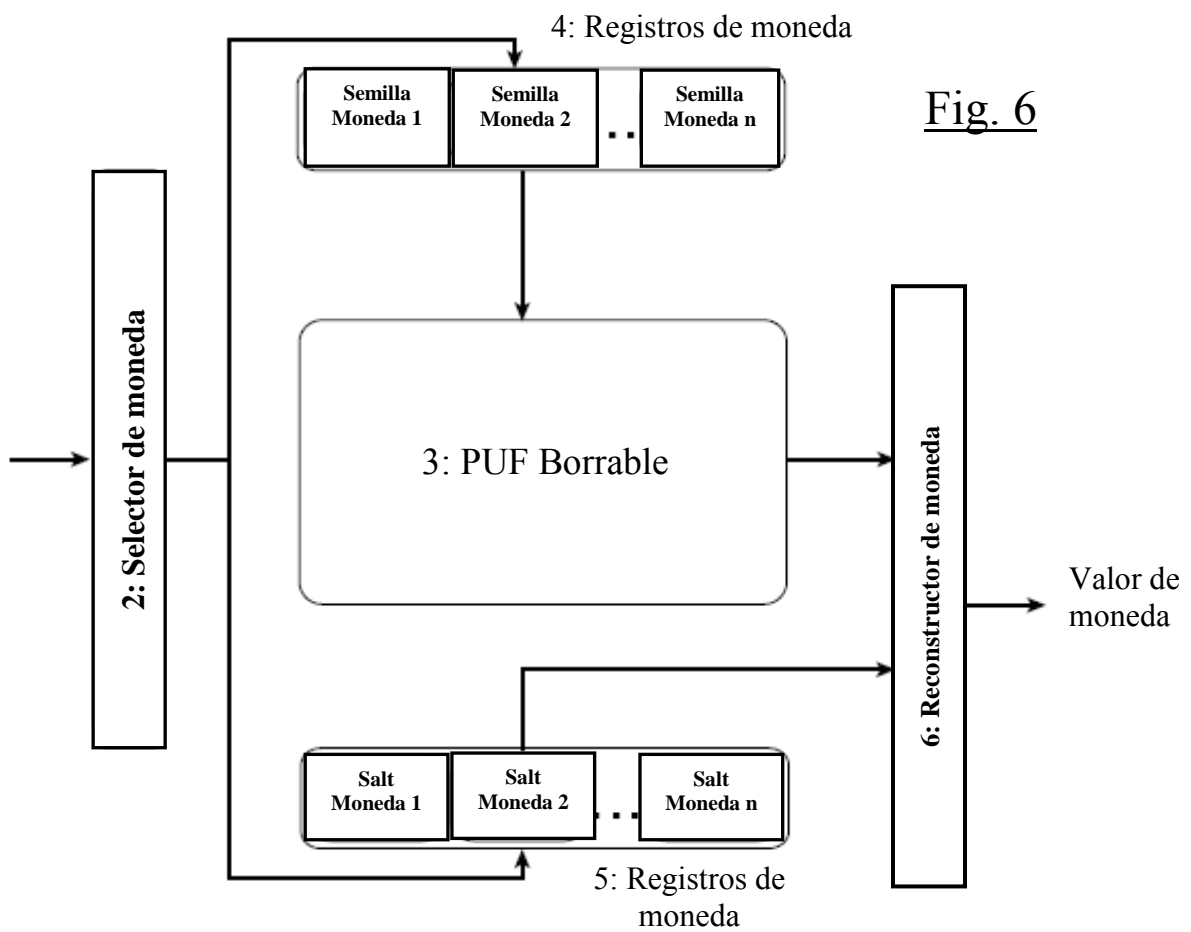 4: Registros de moneda
Semilla
Moneda 1
Semilla
Moneda 2
..
Semilla
Moneda n
Fig. 6
2: Selector de moneda
3: PUF Borrable
6: Reconstructor de moneda
Valor de
moneda
Salt
Moneda 1
Salt
Moneda 2
...
Salt
Moneda n
5: Registros de
moneda